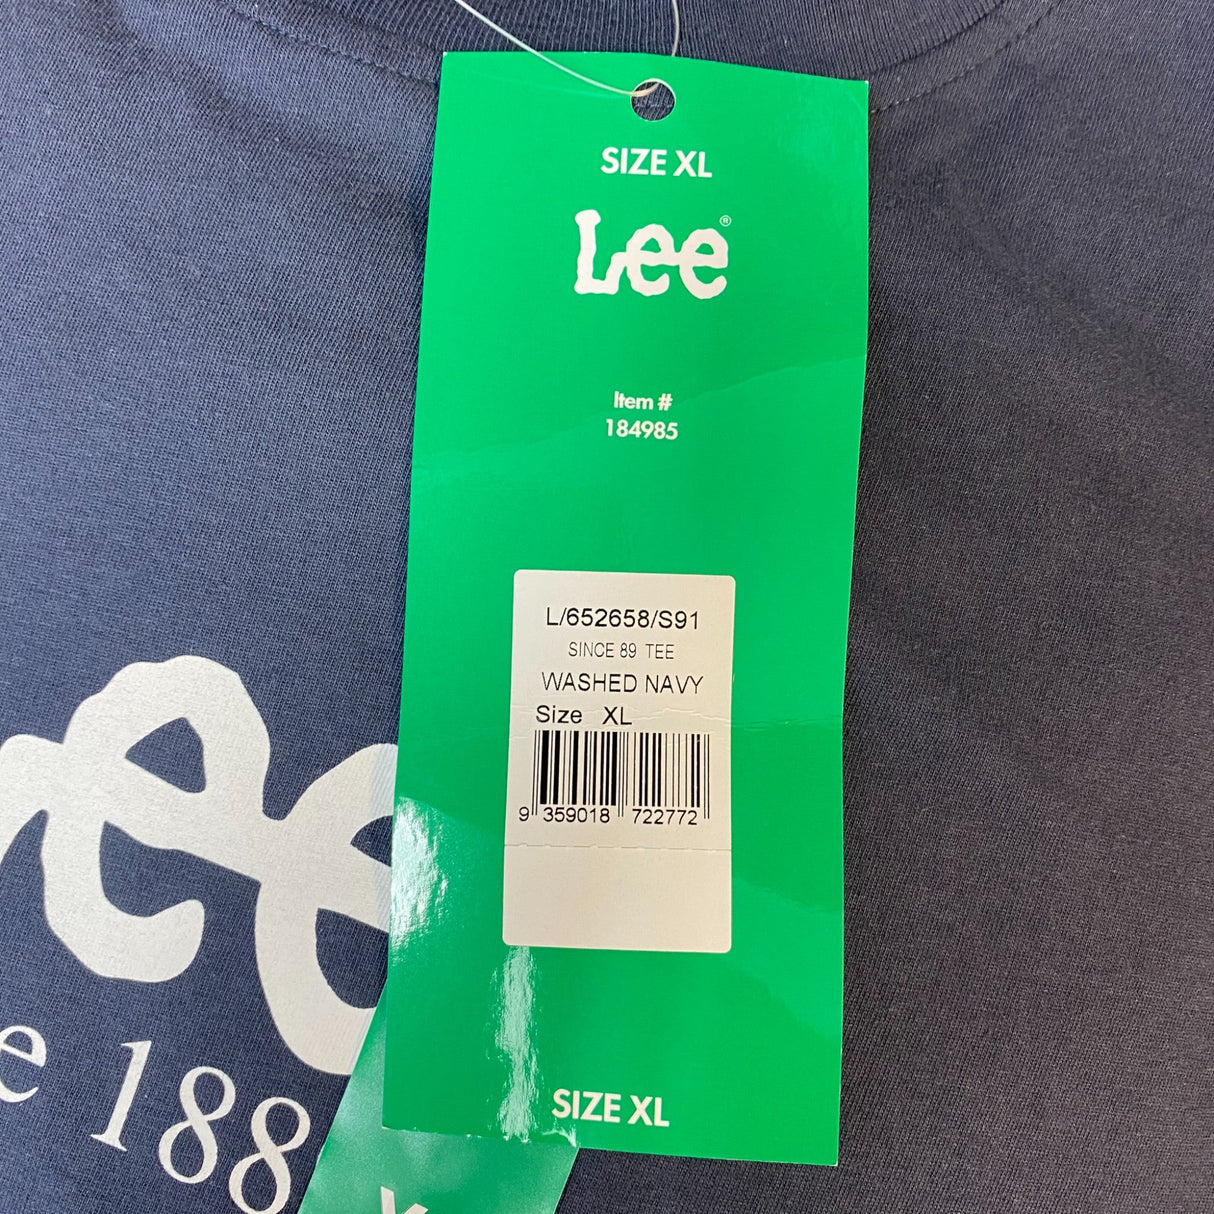 SIZE XL
Lee®
Item #
184985
L/652658/S91
SINCE 89 TEE
WASHED NAVY
Size XL
9 359018 722772
SIZE XL
ee
e 188
X